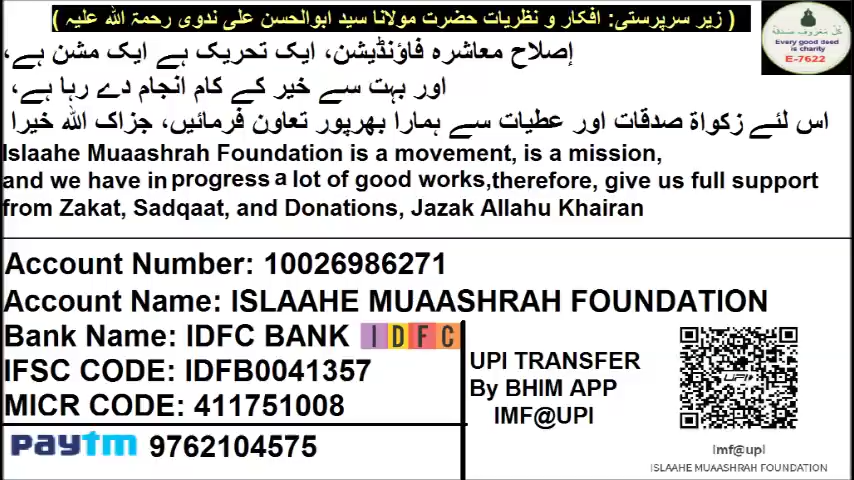 ( زیر سرپرستی: افکار و نظریات حضرت مولانا سید ابوالحسن علی ندوی رحمۃ اللہ علیہ )
كل معروف صدقة
Every good deed
is charity
E-7622
إصلاح معاشرہ فاؤنڈیشن، ایک تحریک ہے ایک مشن ہے،
اور بہت سے خیر کے کام انجام دے رہا ہے،
اس لئے زکواۃ صدقات اور عطیات سے ہمارا بھرپور تعاون فرمائیں، جزاک اللہ خیرا
Islaahe Muaashrah Foundation is a movement, is a mission,
and we have in progress a lot of good works,therefore, give us full support
from Zakat, Sadqaat, and Donations, Jazak Allahu Khairan
Account Number: 10026986271
Account Name: ISLAAHE MUAASHRAH FOUNDATION
Bank Name: IDFC BANK IDFC
IFSC CODE: IDFB0041357
MICR CODE: 411751008
paytm 9762104575
UPI TRANSFER
By BHIM APP
IMF@UPI
UPI
imf@upi
ISLAAHE MUAASHRAH FOUNDATION